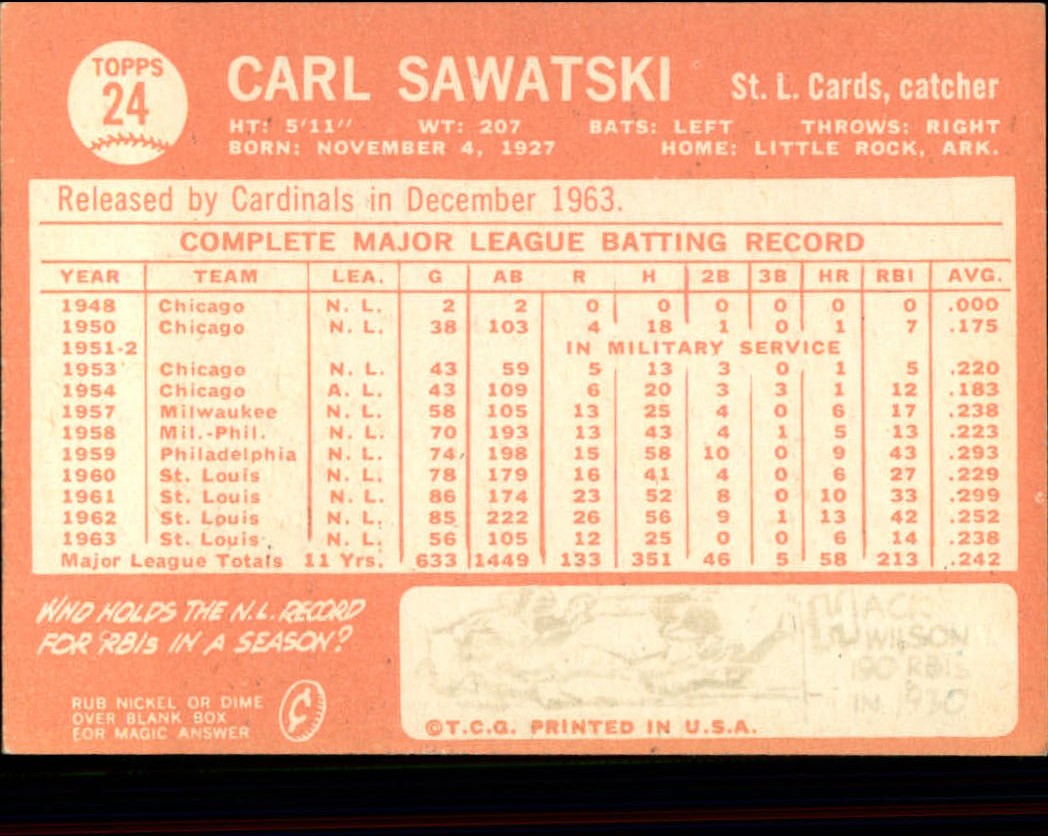 TOPPS
24
CARL SAWATSKI St. L. Cards, catcher
HT: 5'11" WT: 207 BATS: LEFT THROWS: RIGHT
BORN: NOVEMBER 4, 1927 HOME: LITTLE ROCK, ARK.
Released by Cardinals in December 1963.
COMPLETE MAJOR LEAGUE BATTING RECORD
YEAR TEAM LEA. G AB R H 2B 3B HR RBI AVG.
1948 Chicago N. L. 2 2 0 0 0 0 0 0 .000
1950 Chicago N. L. 38 103 4 18 1 0 1 7 .175
1951-2 IN MILITARY SERVICE
1953 Chicago N. L. 43 59 5 13 3 0 1 5 .220
1954 Chicago A. L. 43 109 6 20 3 3 1 12 .183
1957 Milwaukee N. L. 58 105 13 25 4 0 6 17 .238
1958 Mil.-Phil. N. L. 70 193 13 43 4 1 5 13 .223
1959 Philadelphia N. L. 74 198 15 58 10 0 9 43 .293
1960 St. Louis N. L. 78 179 16 41 4 0 6 27 .229
1961 St. Louis N. L. 86 174 23 52 8 0 10 33 .299
1962 St. Louis N. L. 85 222 26 56 9 1 13 42 .252
1963 St. Louis N. L. 56 105 12 25 0 0 6 14 .238
Major League Totals 11 Yrs. 633 1449 133 351 46 5 58 213 .242
WHO HOLDS THE N.L. RECORD
FOR RBIs IN A SEASON?
RUB NICKEL OR DIME
OVER BLANK BOX
FOR MAGIC ANSWER
ACK
WILSON
190 RBIs
IN 1930
©T.C.G. PRINTED IN U.S.A.